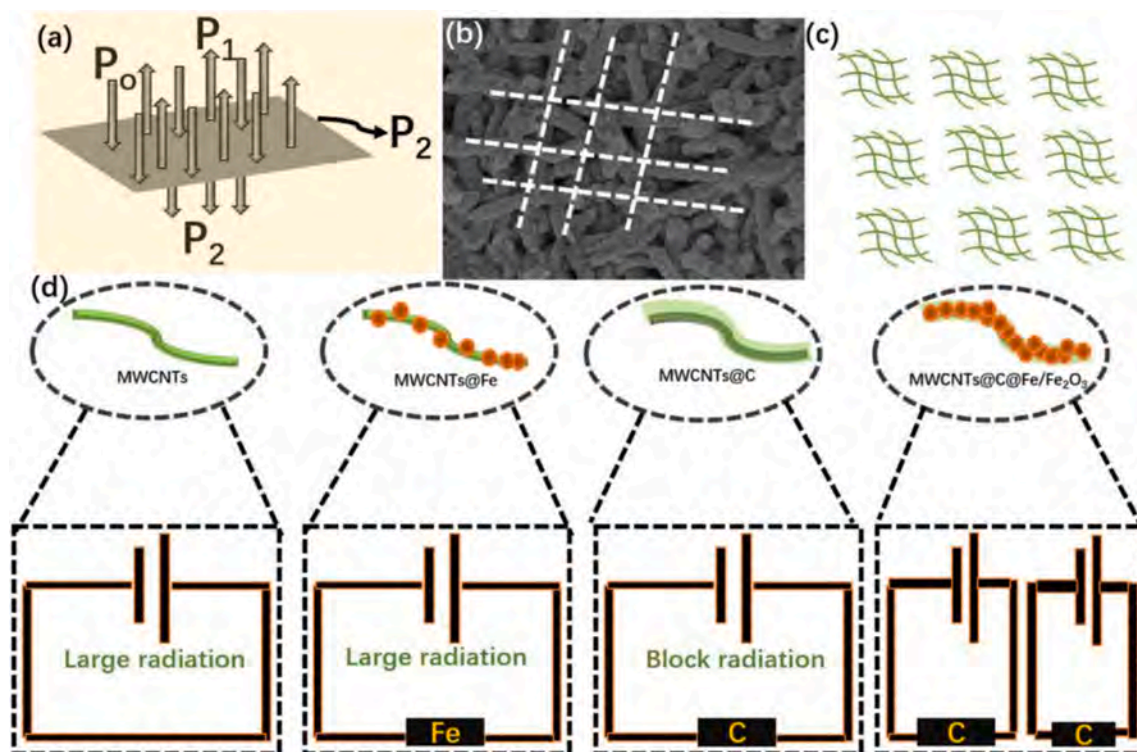 (a)
P₀
P₁
P₂
P₂
(b)
(c)
(d)
MWCNTs
MWCNTs@Fe
MWCNTs@C
MWCNTs@C@Fe/Fe₂O₃
Large radiation
Large radiation
Block radiation
Fe
C
C
C